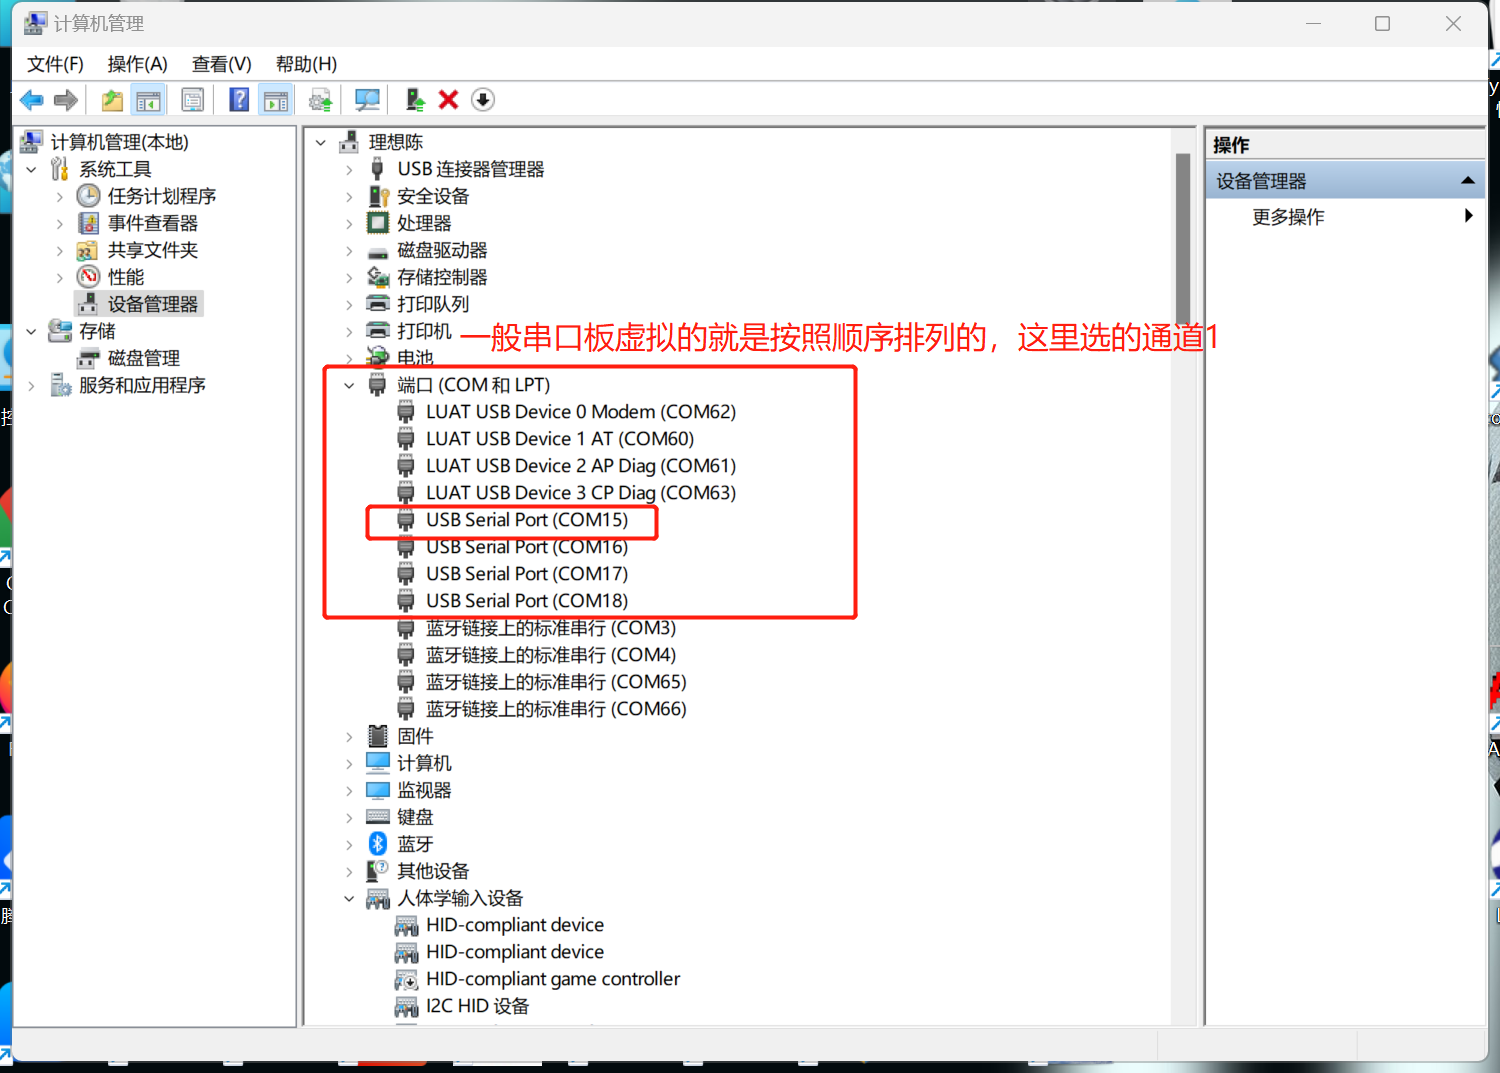 计算机管理
文件(F) 操作(A) 查看(V) 帮助(H)
计算机管理(本地)
系统工具
任务计划程序
事件查看器
共享文件夹
性能
设备管理器
存储
磁盘管理
服务和应用程序
理想阵
USB 连接器管理器
安全设备
处理器
磁盘驱动器
存储控制器
打印队列
打印机
一般串口板虚拟的就是按照顺序排列的，这里选的通道1
电池
端口 (COM 和 LPT)
LUAT USB Device 0 Modem (COM62)
LUAT USB Device 1 AT (COM60)
LUAT USB Device 2 AP Diag (COM61)
LUAT USB Device 3 CP Diag (COM63)
USB Serial Port (COM15)
USB Serial Port (COM16)
USB Serial Port (COM17)
USB Serial Port (COM18)
蓝牙链接上的标准串行 (COM3)
蓝牙链接上的标准串行 (COM4)
蓝牙链接上的标准串行 (COM65)
蓝牙链接上的标准串行 (COM66)
固件
计算机
监视器
键盘
蓝牙
其他设备
人体学输入设备
HID-compliant device
HID-compliant device
HID-compliant game controller
I2C HID 设备
操作
设备管理器
更多操作